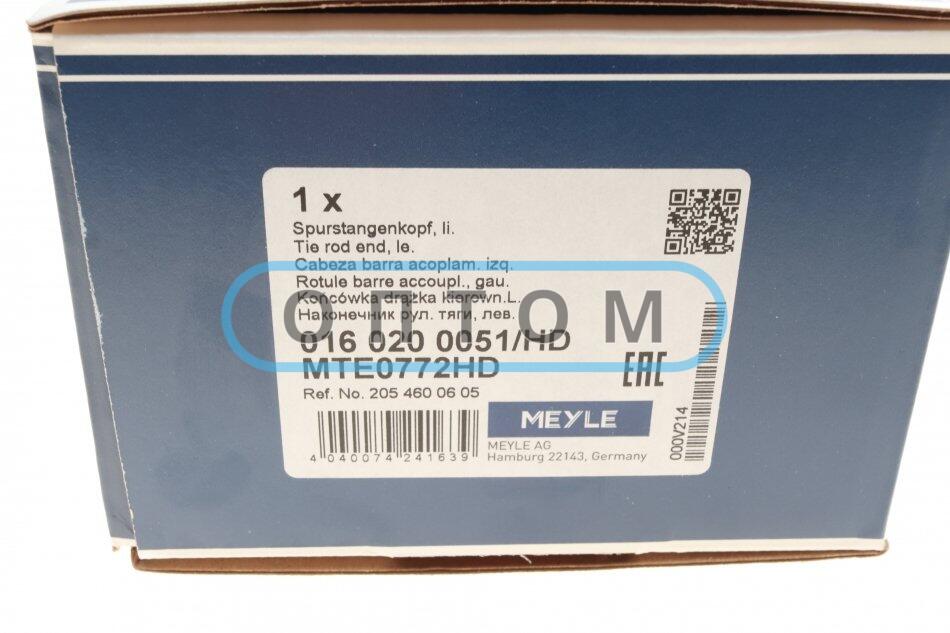 1 x
Spurstangenkopf, li.
Tie rod end, le.
Cabeza barra acoplam. izq.
Rotule barre accoupl., gau.
Końcówka drążka kierown.L.
Наконечник рул. тяги, лев.
ОПТОМ
016 020 0051/HD
MTE0772HD
EAC
Ref. No. 205 460 06 05
MEYLE
MEYLE AG
Hamburg 22143, Germany
4 040074 241639
000V214